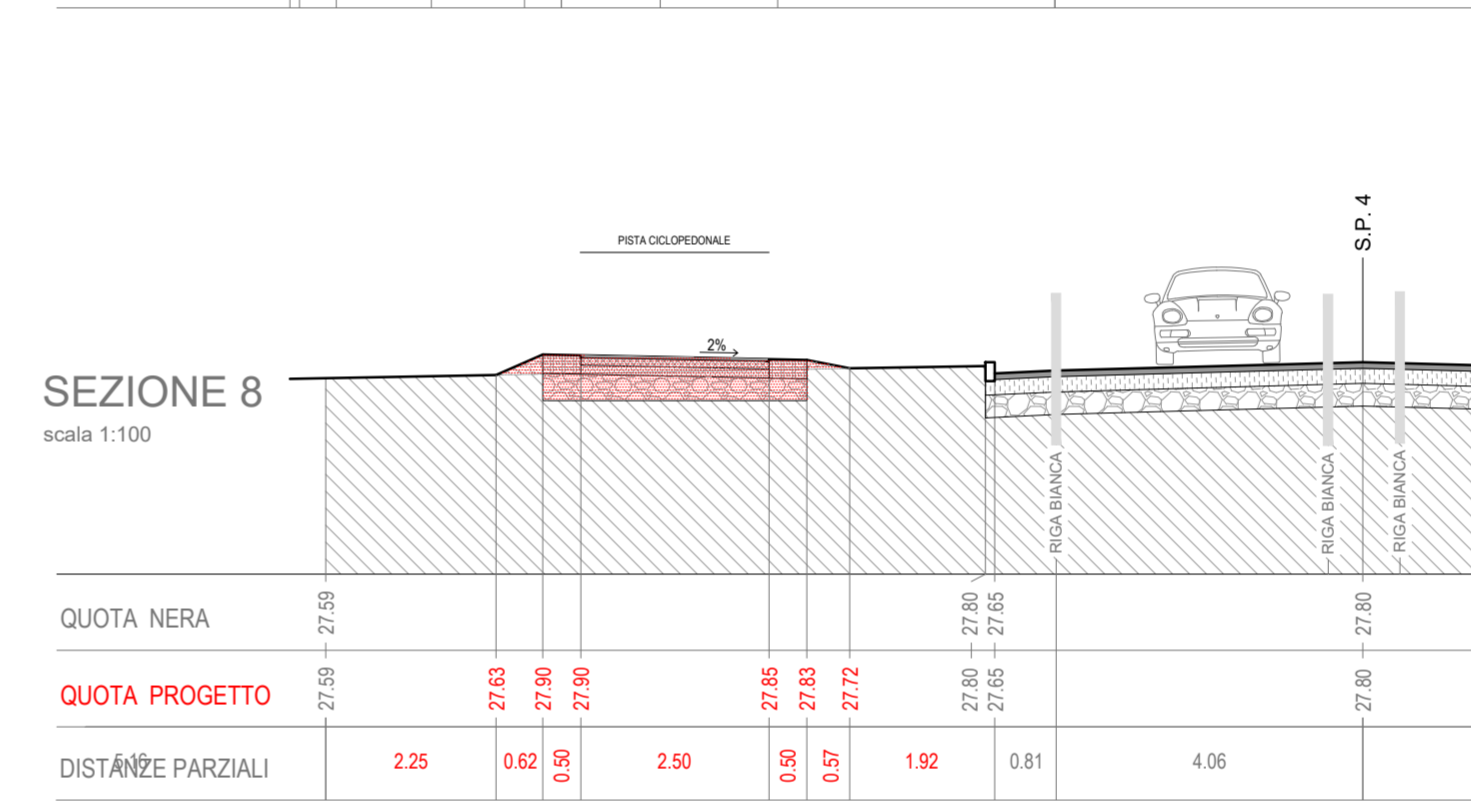 S.P. 4
PISTA CICLOPEDONALE
2%
SEZIONE 8
scala 1:100
RIGA BIANCA
RIGA BIANCA
RIGA BIANCA
QUOTA NERA
27.59
27.80
27.65
27.80
QUOTA PROGETTO
27.59
27.63
27.90
27.90
27.85
27.83
27.72
27.80
27.65
27.80
DISTANZE PARZIALI
5.16
2.25
0.62
0.50
2.50
0.50
0.57
1.92
0.81
4.06